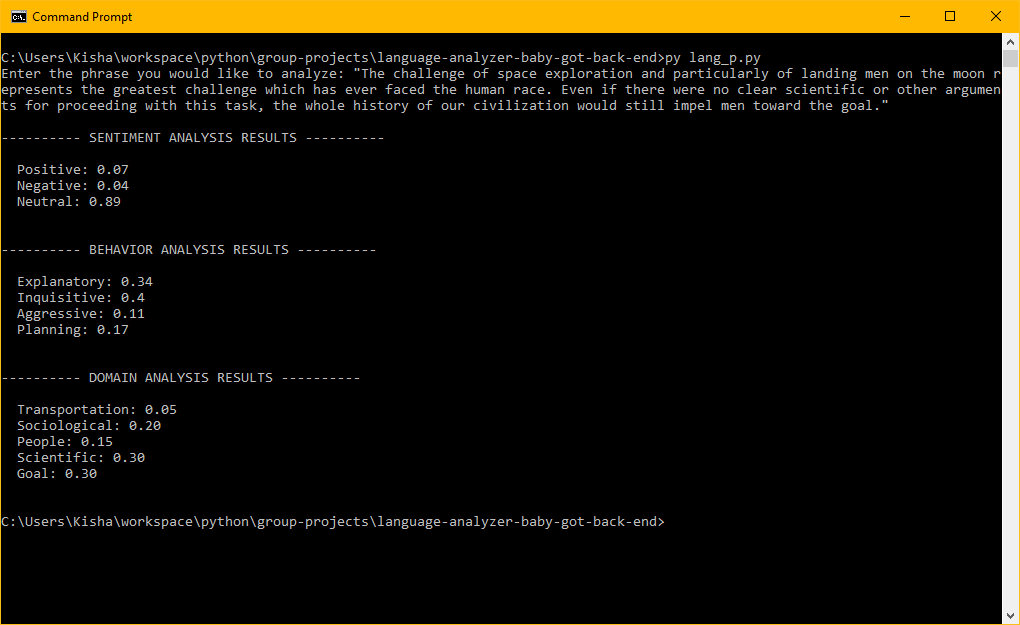 Command Prompt
C:\Users\Kisha\workspace\python\group-projects\language-analyzer-baby-got-back-end>py lang_p.py
Enter the phrase you would like to analyze: "The challenge of space exploration and particularly of landing men on the moon r
epresents the greatest challenge which has ever faced the human race. Even if there were no clear scientific or other argumen
ts for proceeding with this task, the whole history of our civilization would still impel men toward the goal."
---------- SENTIMENT ANALYSIS RESULTS ----------
Positive: 0.07
Negative: 0.04
Neutral: 0.89
---------- BEHAVIOR ANALYSIS RESULTS ----------
Explanatory: 0.34
Inquisitive: 0.4
Aggressive: 0.11
Planning: 0.17
---------- DOMAIN ANALYSIS RESULTS ----------
Transportation: 0.05
Sociological: 0.20
People: 0.15
Scientific: 0.30
Goal: 0.30
C:\Users\Kisha\workspace\python\group-projects\language-analyzer-baby-got-back-end>